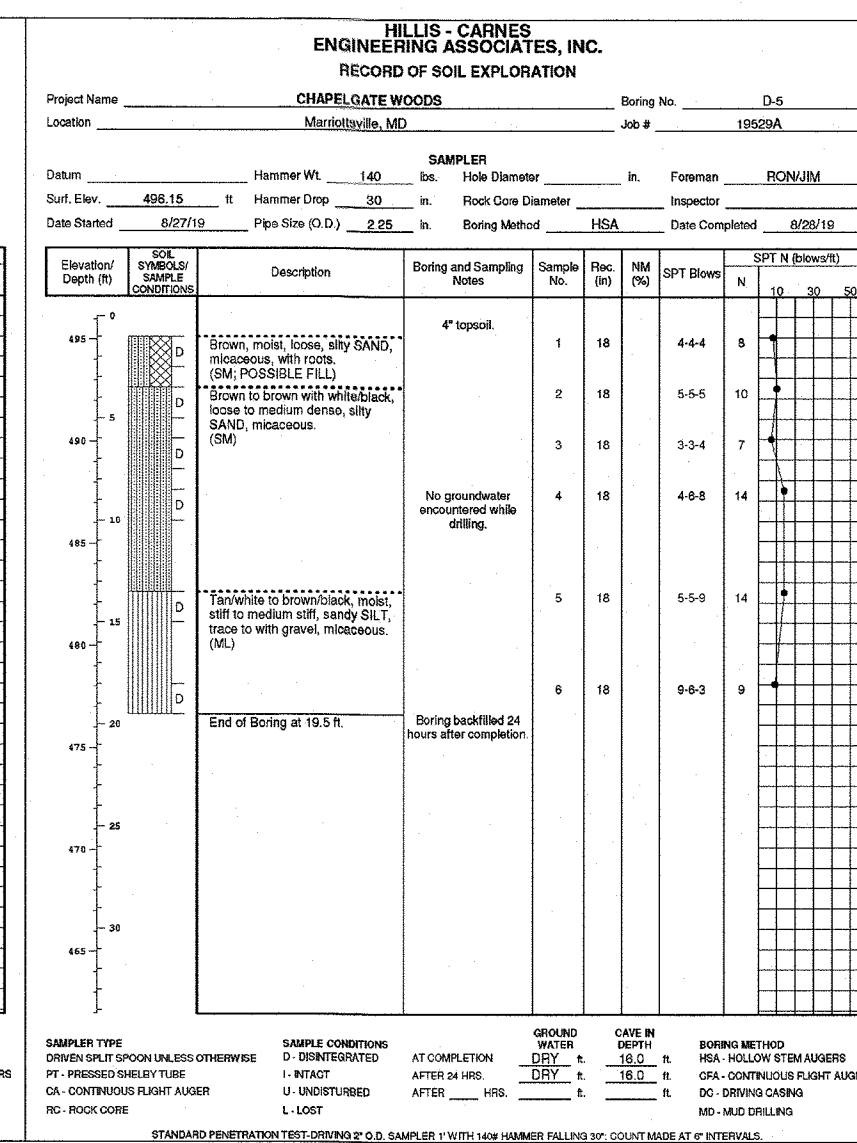 HILLIS - CARNES
ENGINEERING ASSOCIATES, INC.
RECORD OF SOIL EXPLORATION
Project Name CHAPELGATE WOODS Boring No. D-5
Location Marriottsville, MD Job # 19529A
SAMPLER
Datum Hammer Wt. 140 lbs. Hole Diameter in. Foreman RON/JIM
Surf. Elev. 496.15 ft Hammer Drop 30 in. Rock Core Diameter Inspector
Date Started 8/27/19 Pipe Size (O.D.) 2.25 in. Boring Method HSA Date Completed 8/28/19
Elevation/ Depth (ft) SOIL SYMBOLS/ SAMPLE CONDITIONS Description Boring and Sampling Notes Sample No. Rec. (in) NM (%) SPT Blows SPT N (blows/ft)
N 10 30 50
0
4" topsoil.
495 D Brown, moist, loose, silty SAND, 1 18 4-4-4 8
micaceous, with roots.
(SM; POSSIBLE FILL)
D Brown to brown with white/black, 2 18 5-5-5 10
loose to medium dense, silty
5 SAND, micaceous.
490 D (SM) 3 18 3-3-4 7
D No groundwater 4 18 4-6-8 14
encountered while
10 drilling.
485
D Tan/white to brown/black, moist, 5 18 5-5-9 14
15 stiff to medium stiff, sandy SILT,
trace to with gravel, micaceous.
480 (ML)
D 6 18 9-6-3 9
20 End of Boring at 19.5 ft. Boring backfilled 24
hours after completion.
475
25
470
30
465
GROUND WATER CAVE IN DEPTH
SAMPLER TYPE SAMPLE CONDITIONS BORING METHOD
DRIVEN SPLIT SPOON UNLESS OTHERWISE D - DISINTEGRATED AT COMPLETION DRY ft. 16.0 ft. HSA - HOLLOW STEM AUGERS
RS PT - PRESSED SHELBY TUBE I - INTACT AFTER 24 HRS. DRY ft. 16.0 ft. CFA - CONTINUOUS FLIGHT AUGE
CA - CONTINUOUS FLIGHT AUGER U - UNDISTURBED AFTER HRS. ft. ft. DC - DRIVING CASING
RC - ROCK CORE L - LOST MD - MUD DRILLING
STANDARD PENETRATION TEST-DRIVING 2" O.D. SAMPLER 1' WITH 140# HAMMER FALLING 30": COUNT MADE AT 6" INTERVALS.